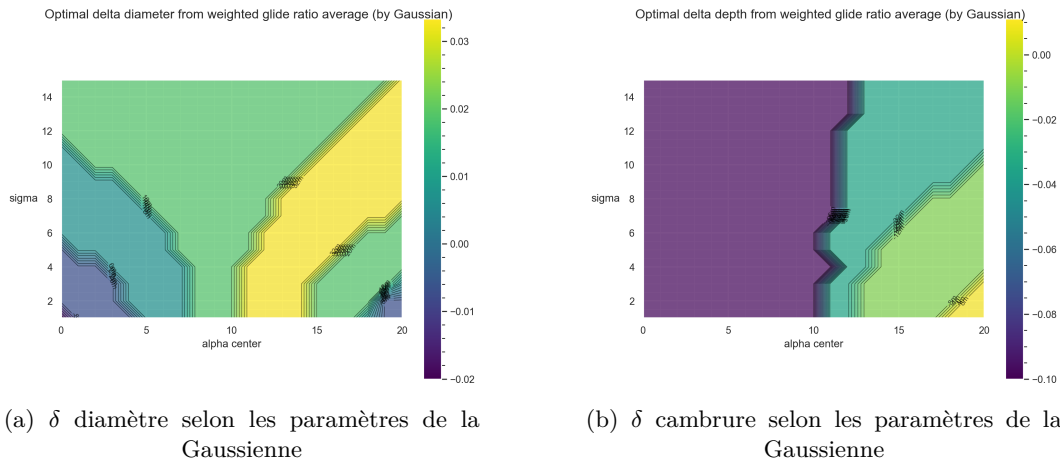 Optimal delta diameter from weighted glide ratio average (by Gaussian)
0.03
0.02
0.01
0.00
−0.01
−0.02
14
12
10
8
6
4
2
sigma
0 5 10 15 20
alpha center
(a) δ diamètre selon les paramètres de la
Gaussienne
Optimal delta depth from weighted glide ratio average (by Gaussian)
0.00
−0.02
−0.04
−0.06
−0.08
−0.10
14
12
10
8
6
4
2
sigma
0 5 10 15 20
alpha center
(b) δ cambrure selon les paramètres de la
Gaussienne